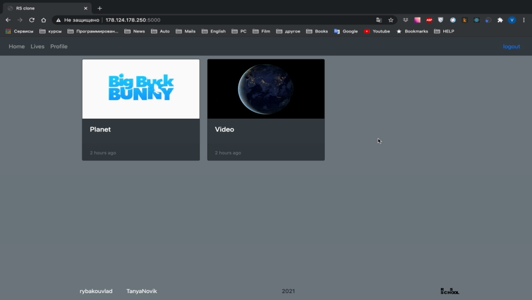 RS clone
Не защищено 178.124.178.250:8000
Сервисы курсы Программирован... News Auto Mails English PC Film другое Books Google Youtube Bookmarks HELP
Home Lives Profile logout
BIG BUCK
BUNNY
Planet Video
2 hours ago 2 hours ago
rybakouvlad TanyaNovik 2021